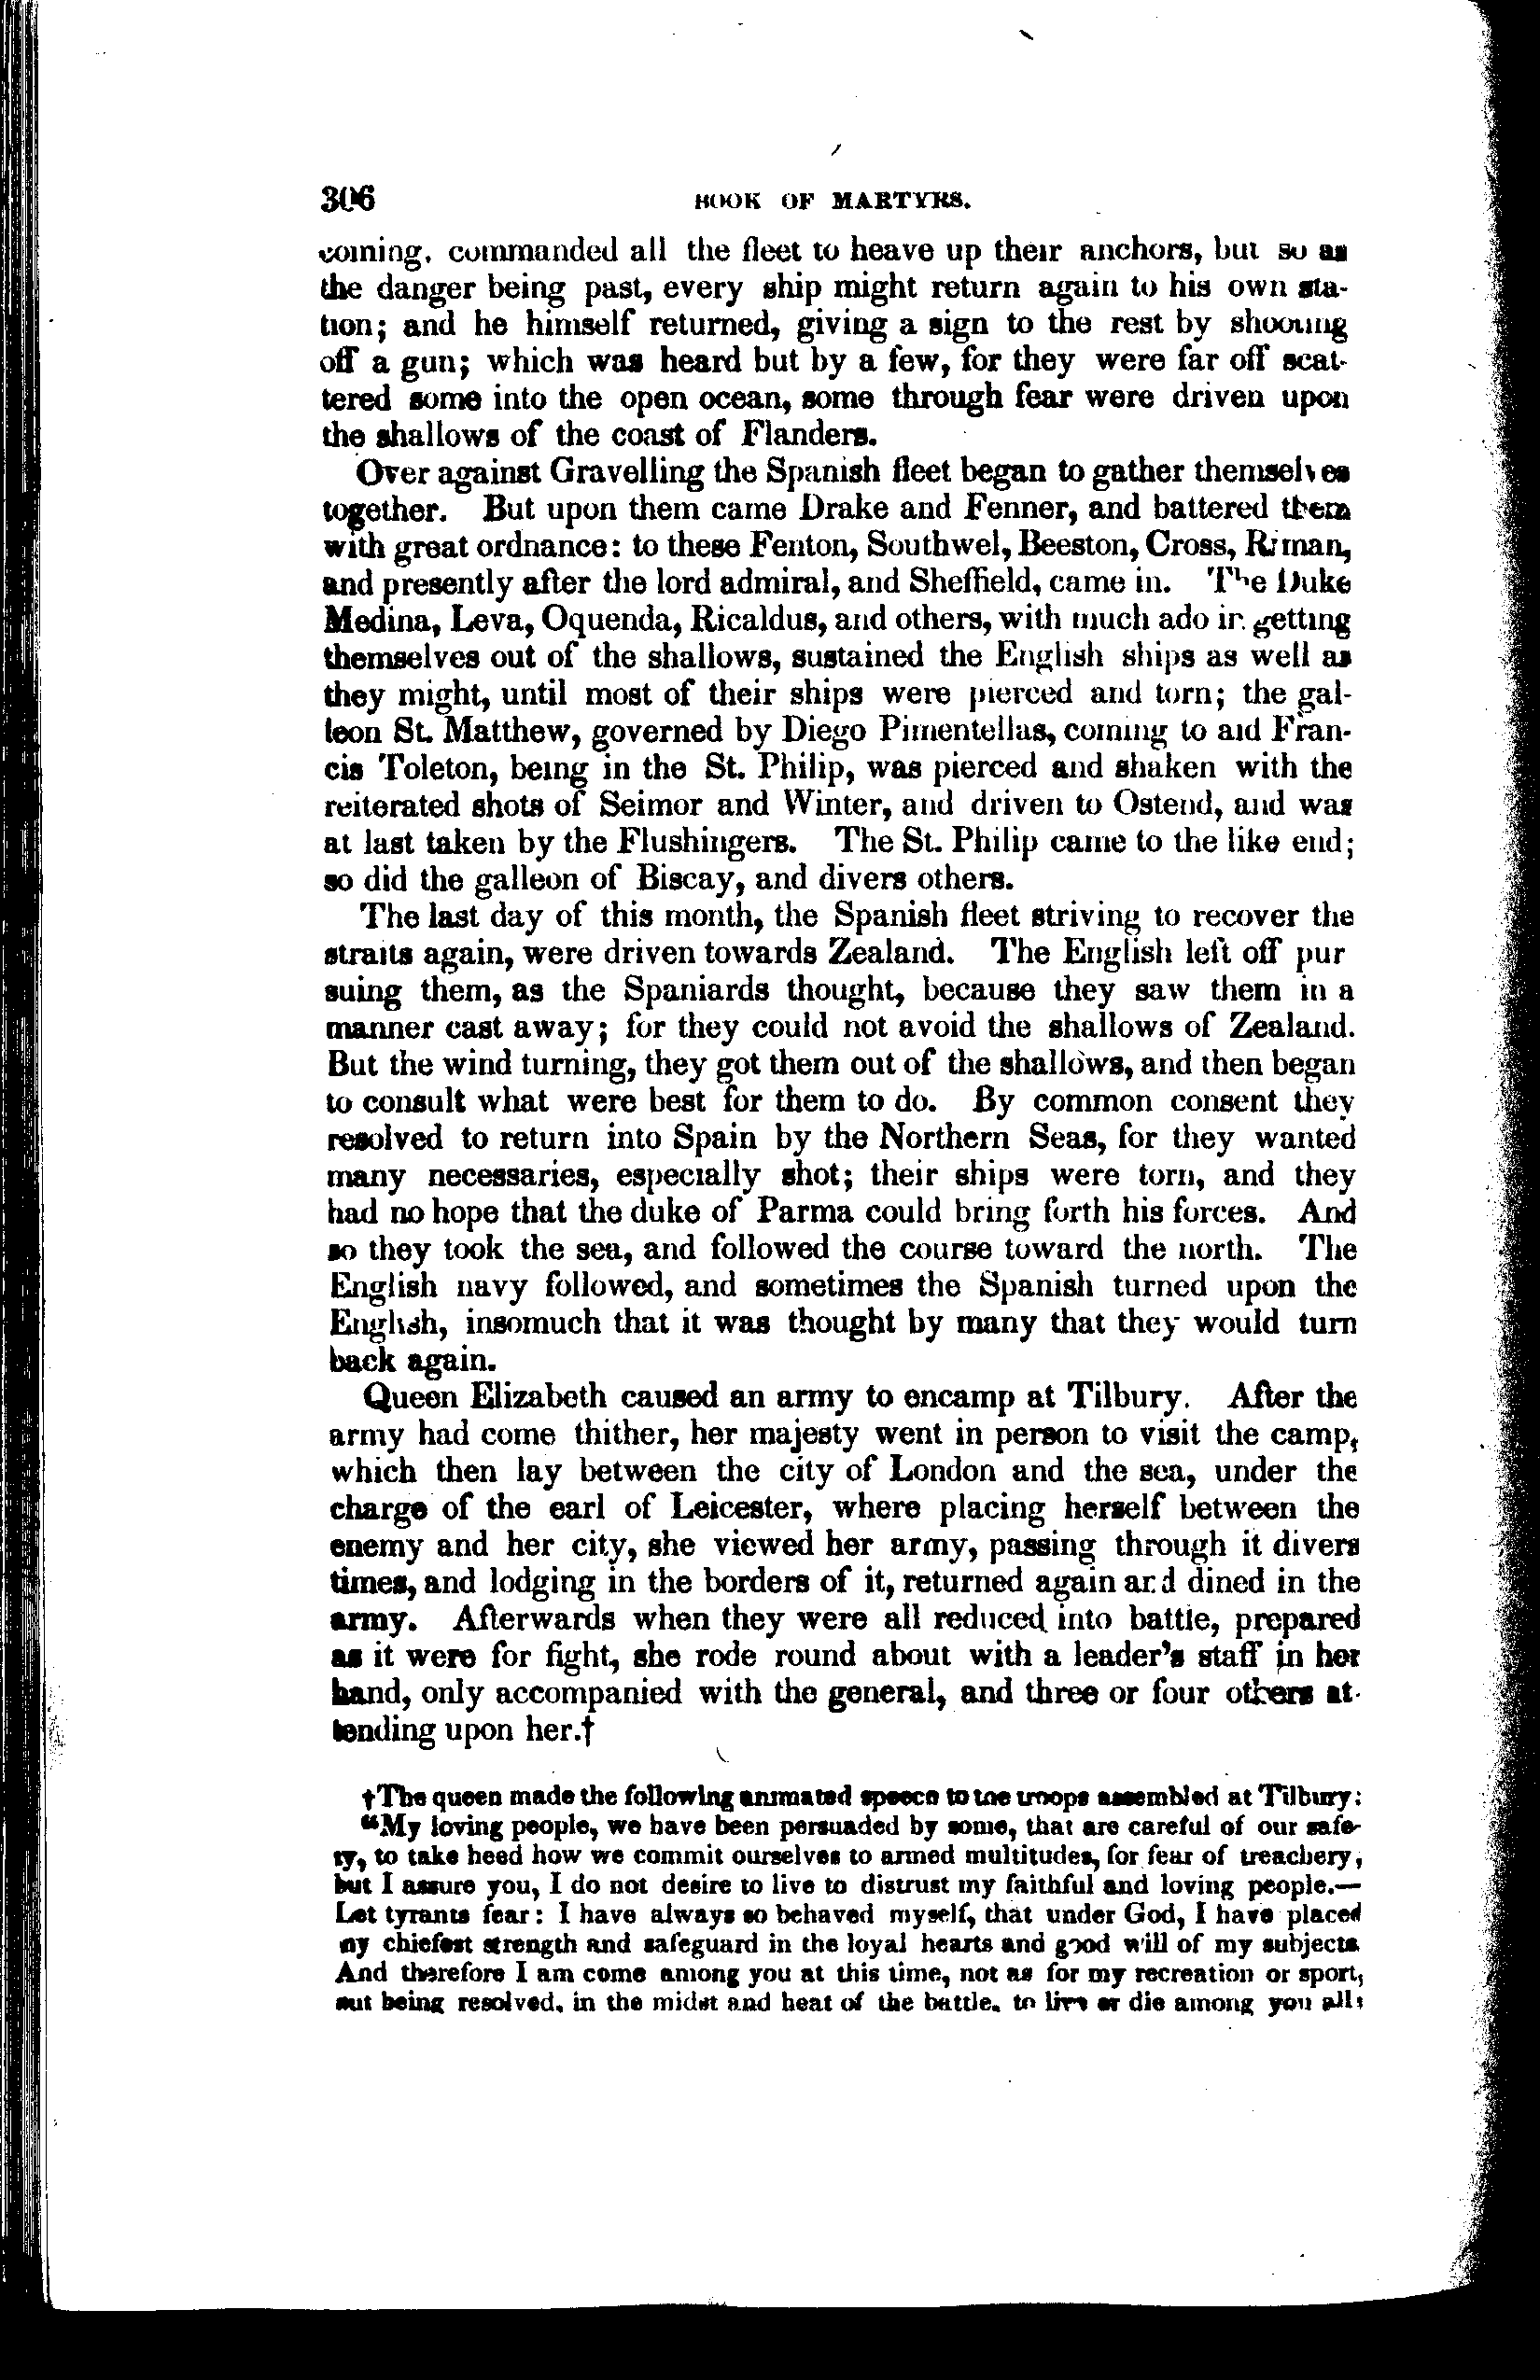 306 BOOK OF MARTYRS.
coming, commanded all the fleet to heave up their anchors, but so as
the danger being past, every ship might return again to his own sta-
tion; and he himself returned, giving a sign to the rest by shooting
off a gun; which was heard but by a few, for they were far off scat-
tered some into the open ocean, some through fear were driven upon
the shallows of the coast of Flanders.
Over against Gravelling the Spanish fleet began to gather themselves
together. But upon them came Drake and Fenner, and battered them
with great ordnance: to these Fenton, Southwel, Beeston, Cross, Riman,
and presently after the lord admiral, and Sheffield, came in. The Duke
Medina, Leva, Oquenda, Ricaldus, and others, with much ado in getting
themselves out of the shallows, sustained the English ships as well as
they might, until most of their ships were pierced and torn; the gal-
leon St. Matthew, governed by Diego Pimentellas, coming to aid Fran-
cis Toleton, being in the St. Philip, was pierced and shaken with the
reiterated shots of Seimor and Winter, and driven to Ostend, and was
at last taken by the Flushingers. The St. Philip came to the like end;
so did the galleon of Biscay, and divers others.
The last day of this month, the Spanish fleet striving to recover the
straits again, were driven towards Zealand. The English left off pur
suing them, as the Spaniards thought, because they saw them in a
manner cast away; for they could not avoid the shallows of Zealand.
But the wind turning, they got them out of the shallows, and then began
to consult what were best for them to do. By common consent they
resolved to return into Spain by the Northern Seas, for they wanted
many necessaries, especially shot; their ships were torn, and they
had no hope that the duke of Parma could bring forth his forces. And
so they took the sea, and followed the course toward the north. The
English navy followed, and sometimes the Spanish turned upon the
English, insomuch that it was thought by many that they would turn
back again.
Queen Elizabeth caused an army to encamp at Tilbury. After the
army had come thither, her majesty went in person to visit the camp,
which then lay between the city of London and the sea, under the
charge of the earl of Leicester, where placing herself between the
enemy and her city, she viewed her army, passing through it divers
times, and lodging in the borders of it, returned again and dined in the
army. Afterwards when they were all reduced into battle, prepared
as it were for fight, she rode round about with a leader's staff in her
hand, only accompanied with the general, and three or four others at-
tending upon her.†
†The queen made the following animated speech to the troops assembled at Tilbury:
"My loving people, we have been persuaded by some, that are careful of our safe-
ty, to take heed how we commit ourselves to armed multitudes, for fear of treachery,
but I assure you, I do not desire to live to distrust my faithful and loving people.—
Let tyrants fear: I have always so behaved myself, that under God, I have placed
my chiefest strength and safeguard in the loyal hearts and good will of my subjects.
And therefore I am come among you at this time, not as for my recreation or sport,
but being resolved, in the midst and heat of the battle, to live or die among you all;